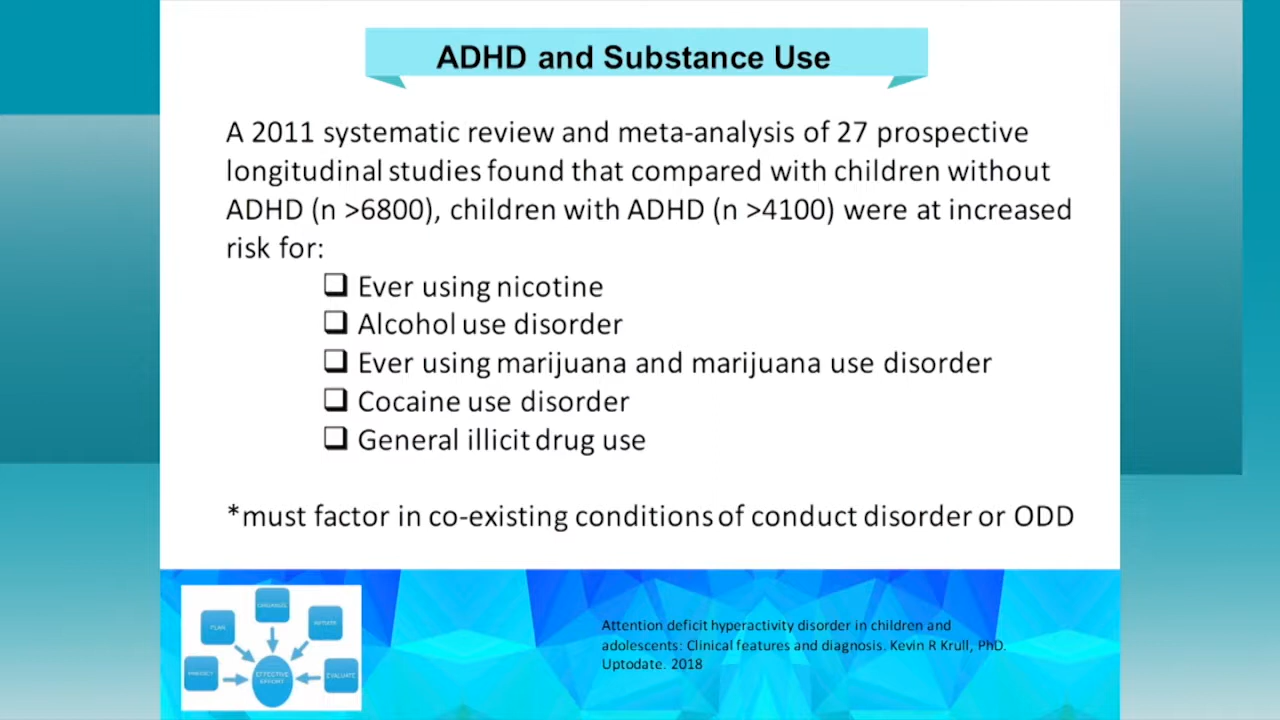 ADHD and Substance Use
A 2011 systematic review and meta-analysis of 27 prospective
longitudinal studies found that compared with children without
ADHD (n >6800), children with ADHD (n >4100) were at increased
risk for:
❑ Ever using nicotine
❑ Alcohol use disorder
❑ Ever using marijuana and marijuana use disorder
❑ Cocaine use disorder
❑ General illicit drug use
*must factor in co-existing conditions of conduct disorder or ODD
ORGANIZE
PLAN
INITIATE
EFFECTIVE
EFFORT
EVALUATE
Attention deficit hyperactivity disorder in children and
adolescents: Clinical features and diagnosis. Kevin R Krull, PhD.
Uptodate. 2018